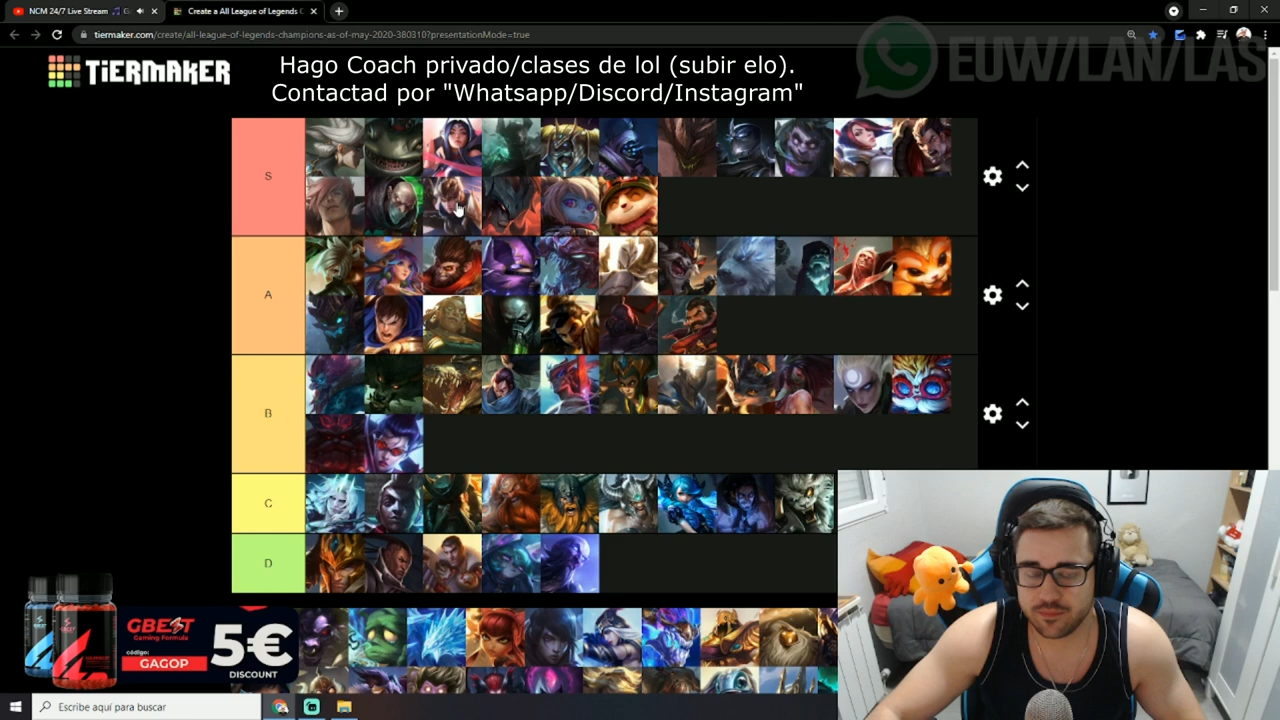 NCM 24/7 Live Stream
Create a All League of Legends C
tiermaker.com/create/all-league-of-legends-champions-as-of-may-2020-380310?presentationMode=true
EUW/LAN/LAS
TIERMAKER
Hago Coach privado/clases de lol (subir elo).
Contactad por "Whatsapp/Discord/Instagram"
S
A
B
C
D
GBEST
Gaming Formula
código:
GAGOP
5€
DISCOUNT
Escribe aquí para buscar